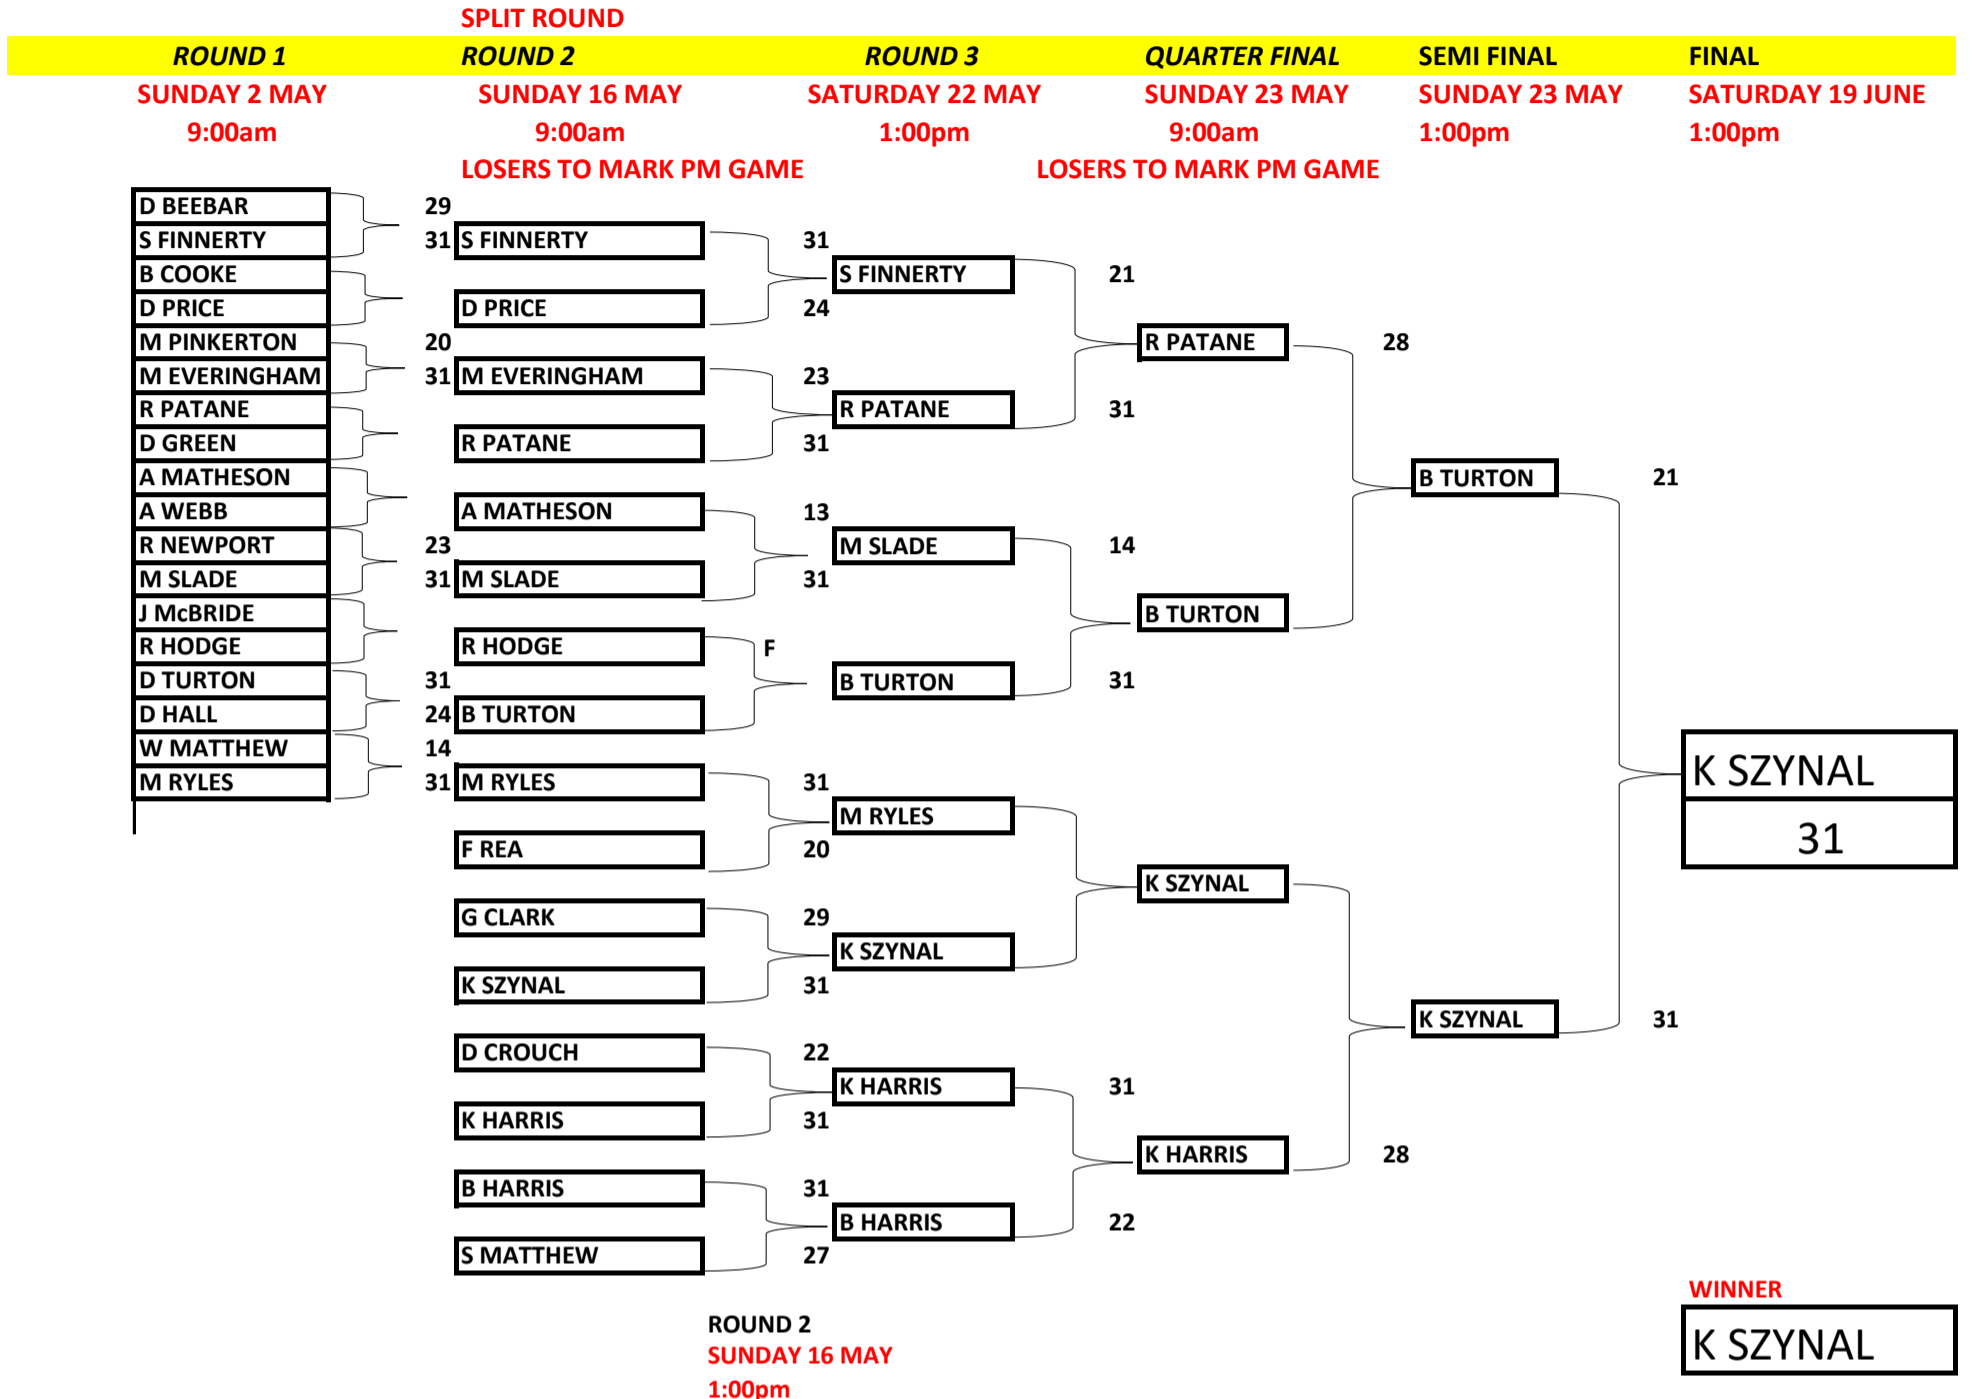 SPLIT ROUND
ROUND 1 ROUND 2 ROUND 3 QUARTER FINAL SEMI FINAL FINAL
SUNDAY 2 MAY SUNDAY 16 MAY SATURDAY 22 MAY SUNDAY 23 MAY SUNDAY 23 MAY SATURDAY 19 JUNE
9:00am 9:00am 1:00pm 9:00am 1:00pm 1:00pm
LOSERS TO MARK PM GAME LOSERS TO MARK PM GAME
D BEEBAR 29
S FINNERTY 31 S FINNERTY 31
B COOKE S FINNERTY 21
D PRICE D PRICE 24
M PINKERTON 20 R PATANE 28
M EVERINGHAM 31 M EVERINGHAM 23
R PATANE R PATANE 31
D GREEN R PATANE 31
A MATHESON B TURTON 21
A WEBB A MATHESON 13
R NEWPORT 23 M SLADE 14
M SLADE 31 M SLADE 31
J McBRIDE B TURTON
R HODGE R HODGE F
D TURTON 31 B TURTON 31
D HALL 24 B TURTON
W MATTHEW 14 K SZYNAL
M RYLES 31 M RYLES 31
M RYLES 31
F REA 20
K SZYNAL
G CLARK 29
K SZYNAL
K SZYNAL 31
K SZYNAL 31
D CROUCH 22
K HARRIS 31
K HARRIS 31
K HARRIS 28
B HARRIS 31
B HARRIS 22
S MATTHEW 27
WINNER
ROUND 2 K SZYNAL
SUNDAY 16 MAY
1:00pm